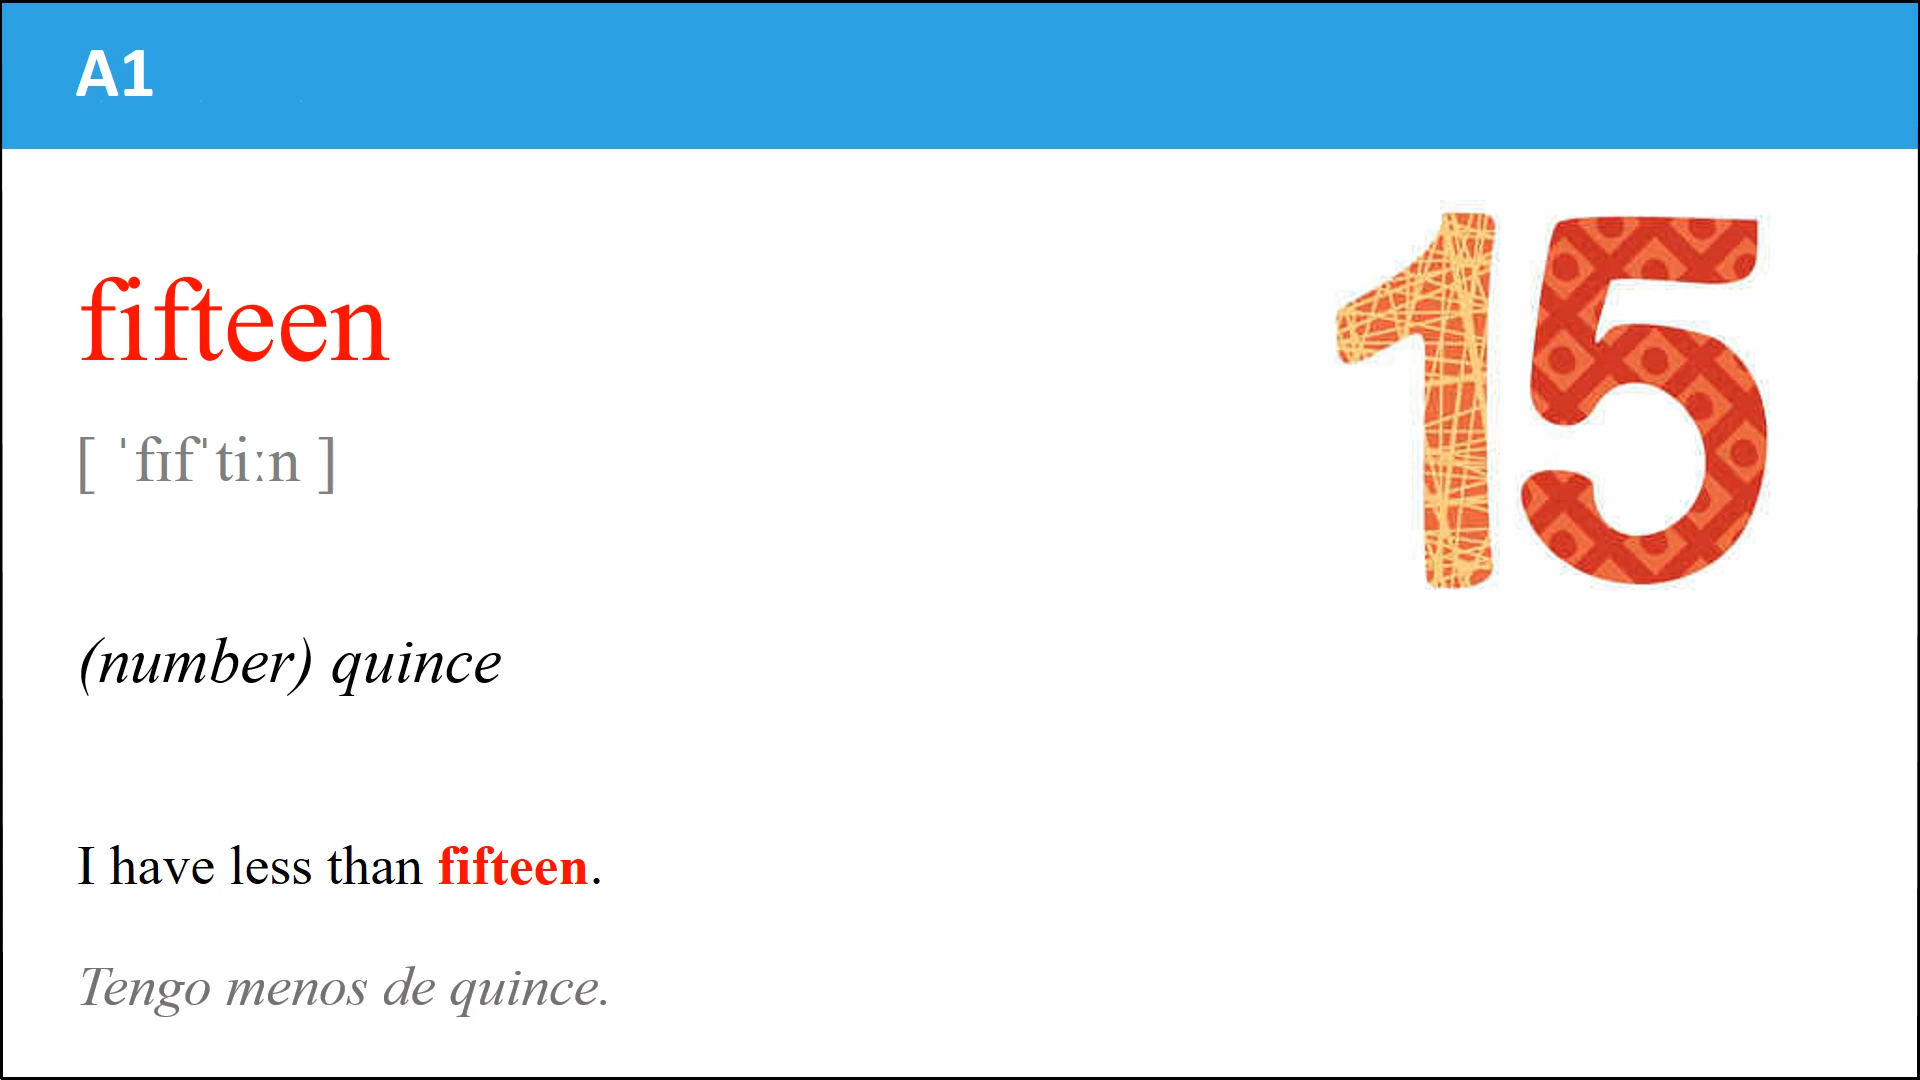 A1
fifteen
[ ˈfɪfˈtiːn ]
15
(number) quince
I have less than fifteen.
Tengo menos de quince.